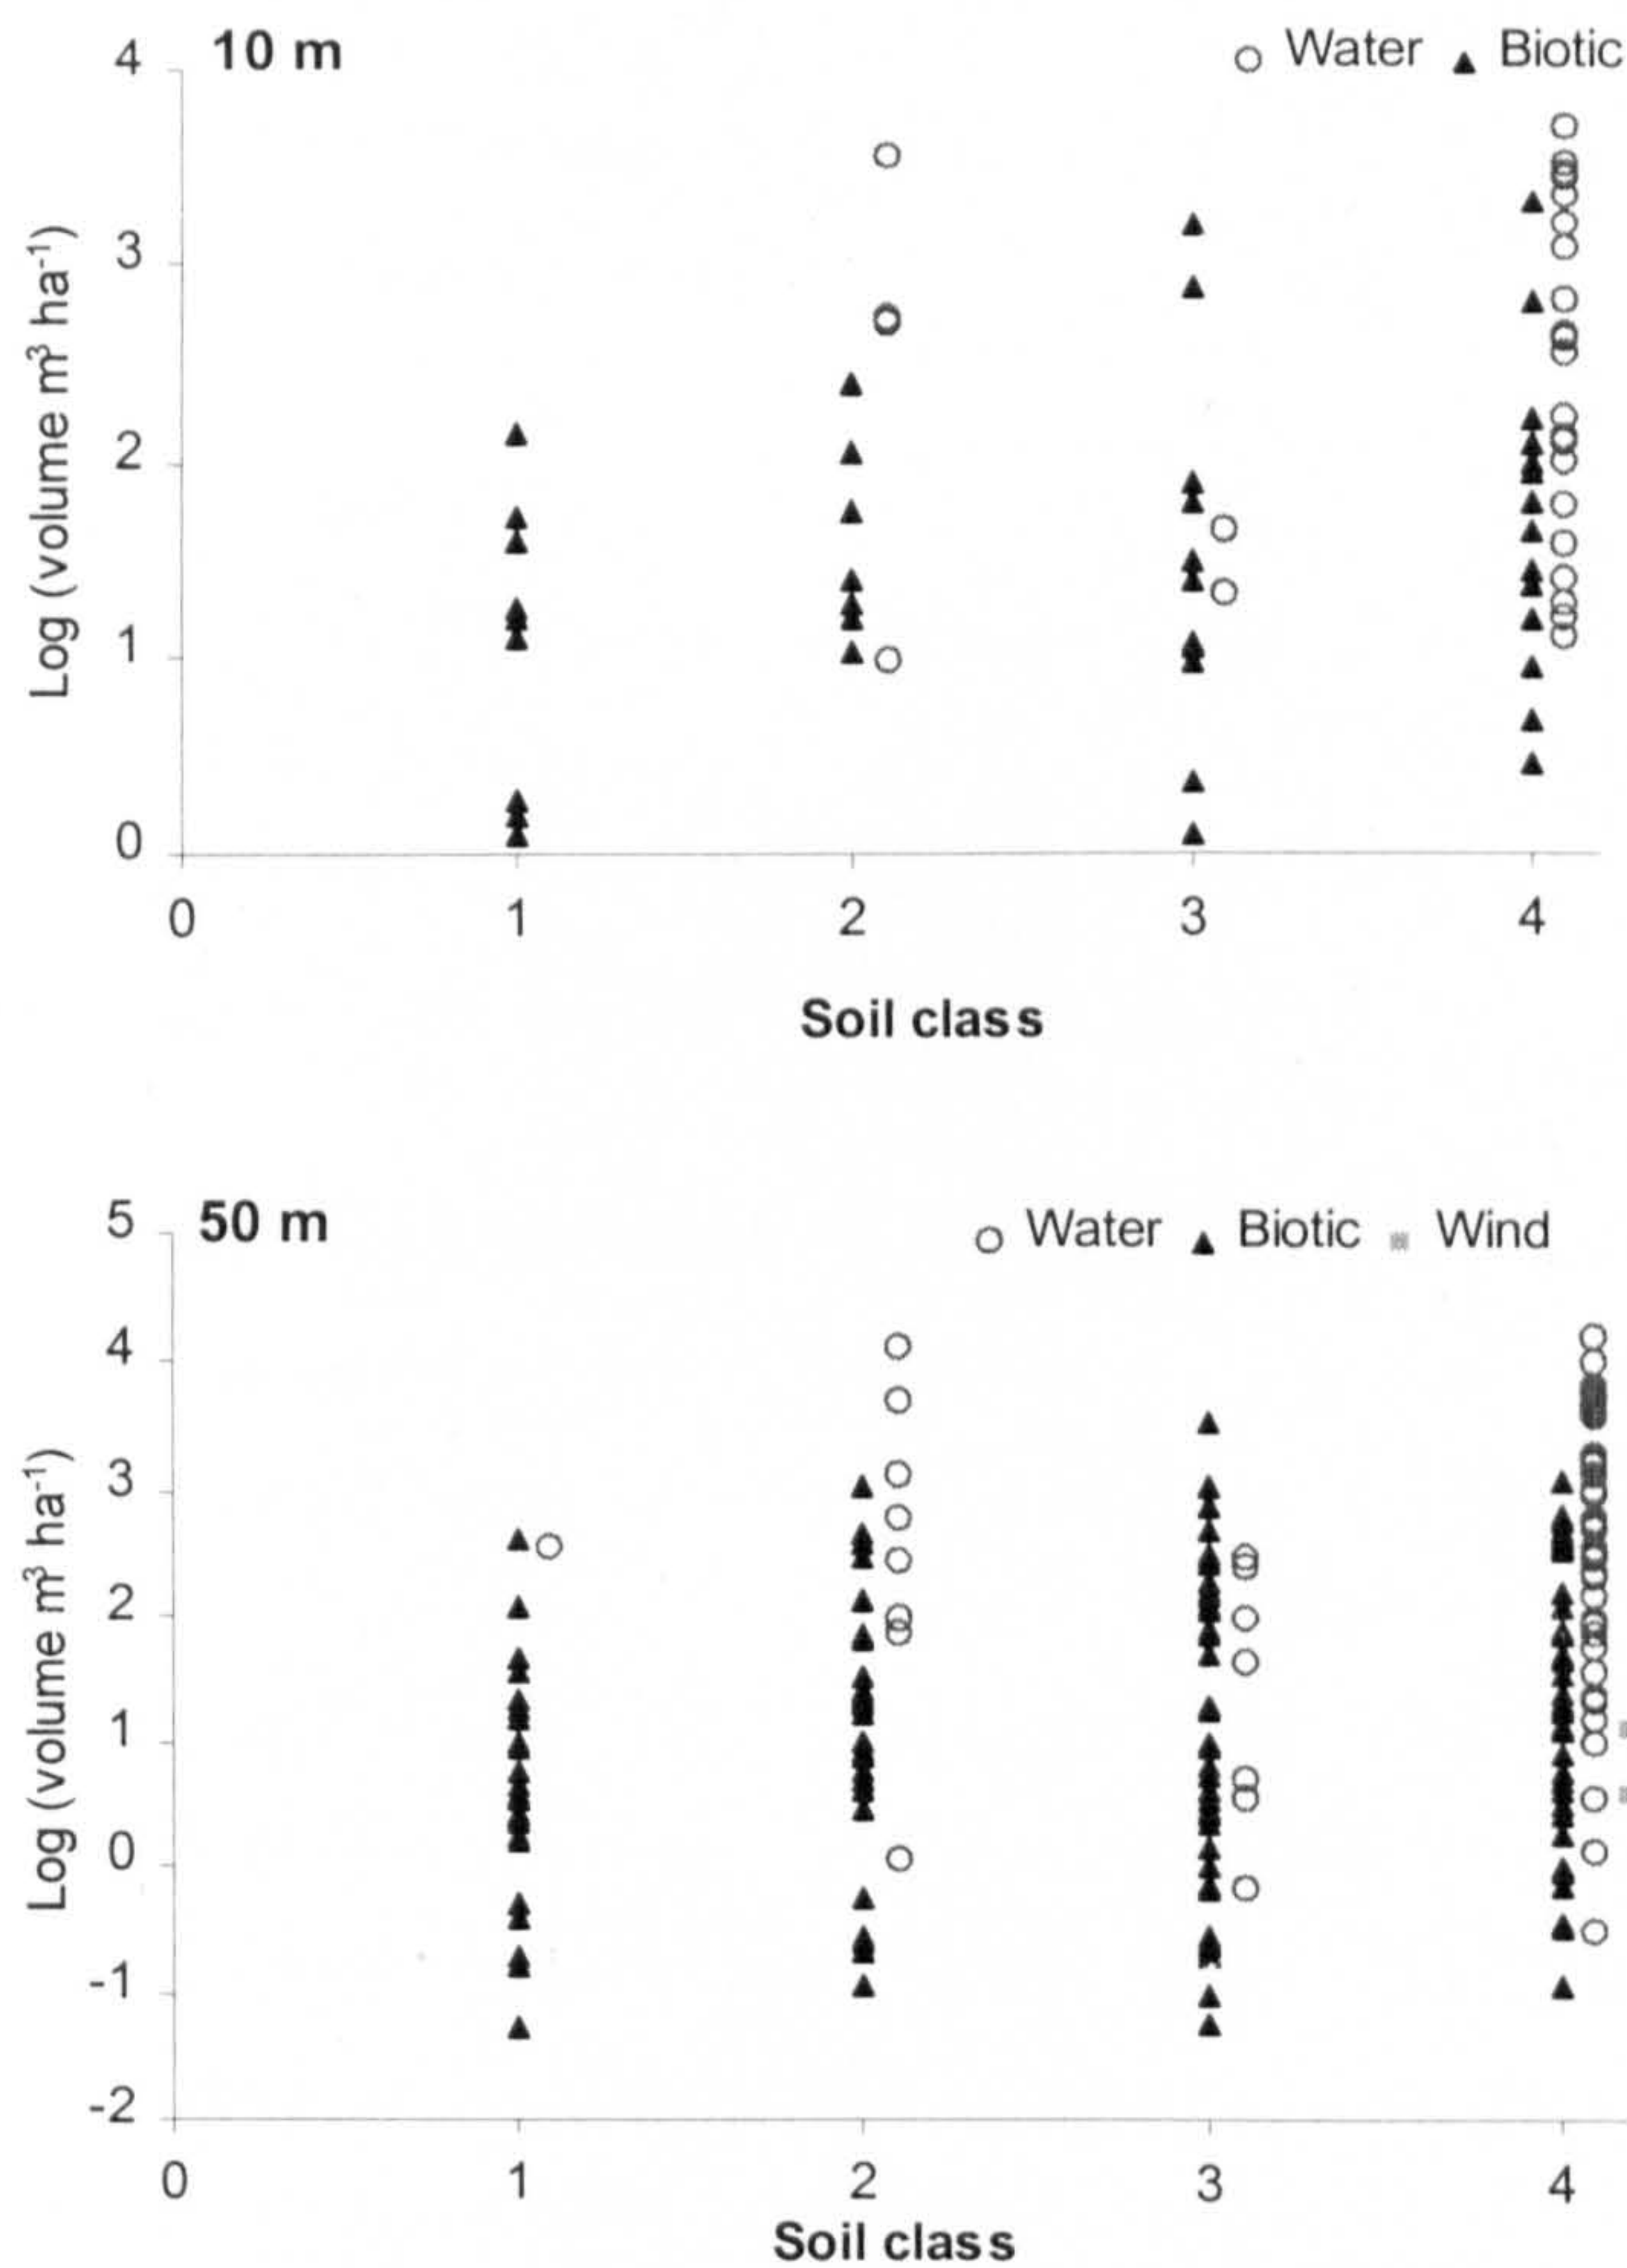 10 m
Water Biotic
4
3
2
1
0
Log (volume m³ ha⁻¹)
0 1 2 3 4
Soil class
50 m
Water Biotic Wind
5
4
3
2
1
0
-1
-2
Log (volume m³ ha⁻¹)
0 1 2 3 4
Soil class